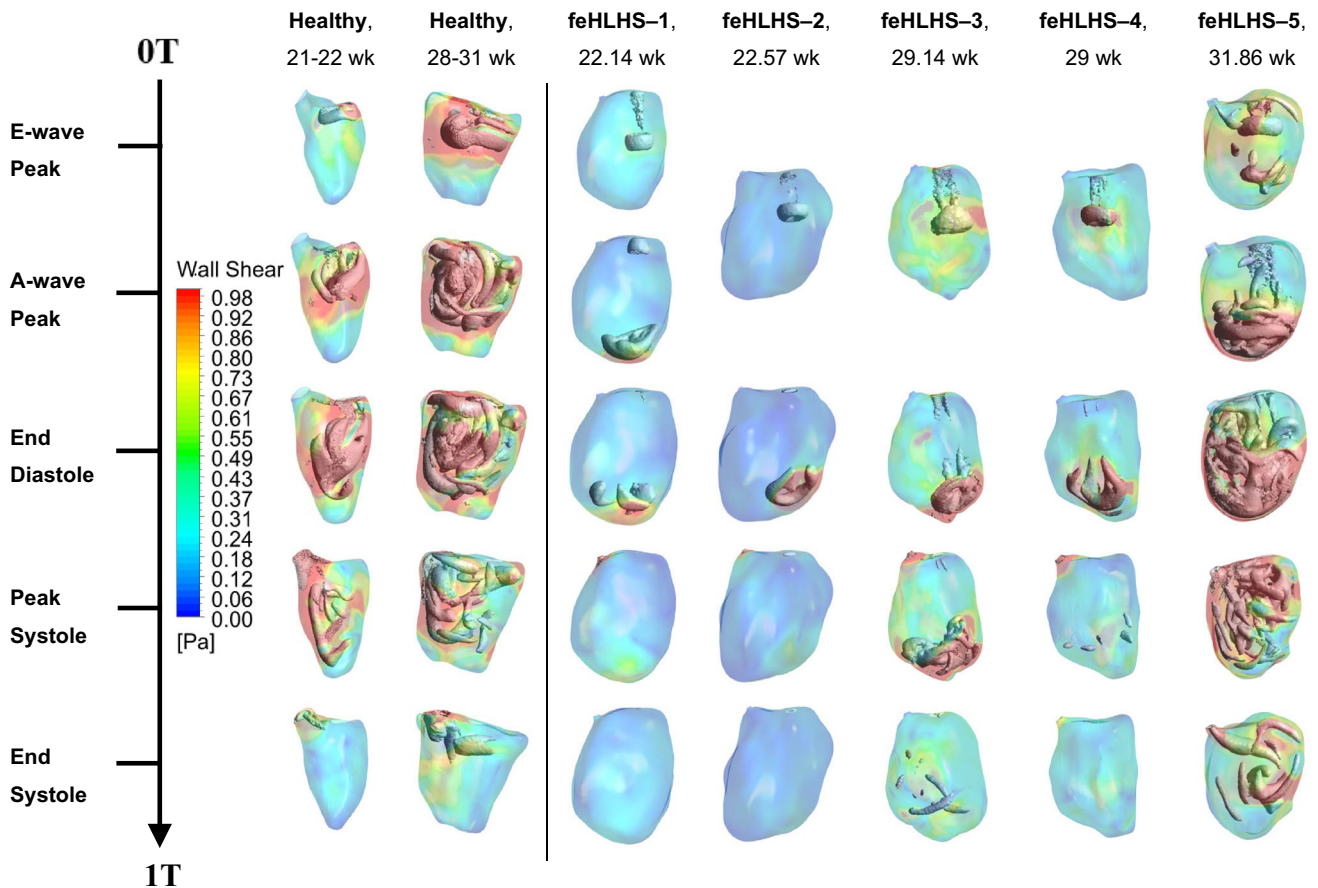 Healthy,
21-22 wk
Healthy,
28-31 wk
feHLHS–1,
22.14 wk
feHLHS–2,
22.57 wk
feHLHS–3,
29.14 wk
feHLHS–4,
29 wk
feHLHS–5,
31.86 wk
0T
E-wave
Peak
A-wave
Peak
End
Diastole
Peak
Systole
End
Systole
1T
Wall Shear
0.98
0.92
0.86
0.80
0.73
0.67
0.61
0.55
0.49
0.43
0.37
0.31
0.24
0.18
0.12
0.06
0.00
[Pa]